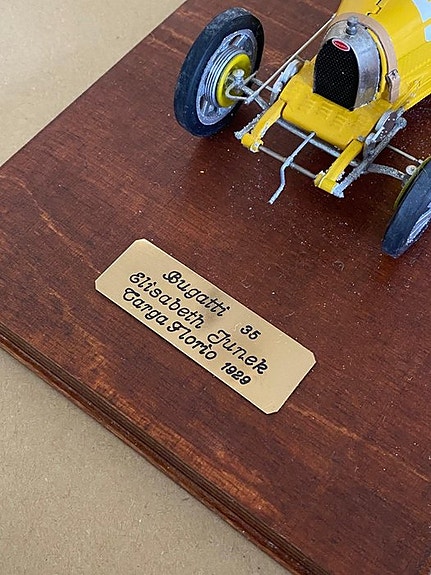 Bugatti 35
Elisabeth Junek
Targa Florio 1929